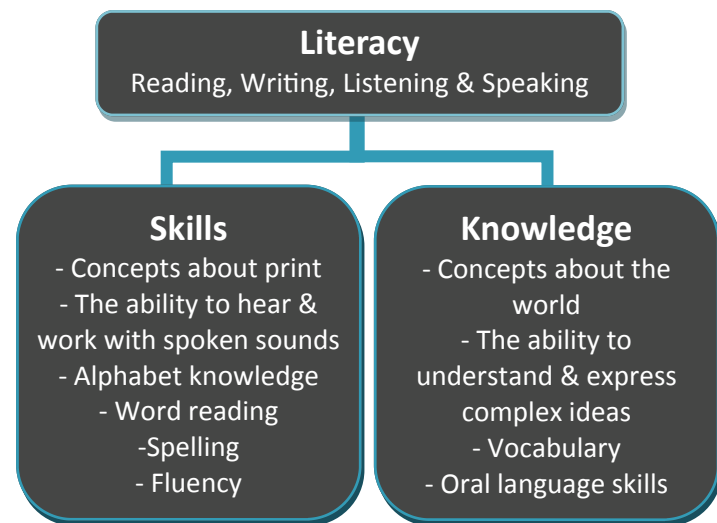 Literacy
Reading, Writing, Listening & Speaking
Skills
- Concepts about print
- The ability to hear &
work with spoken sounds
- Alphabet knowledge
- Word reading
-Spelling
- Fluency
Knowledge
- Concepts about the
world
- The ability to
understand & express
complex ideas
- Vocabulary
- Oral language skills